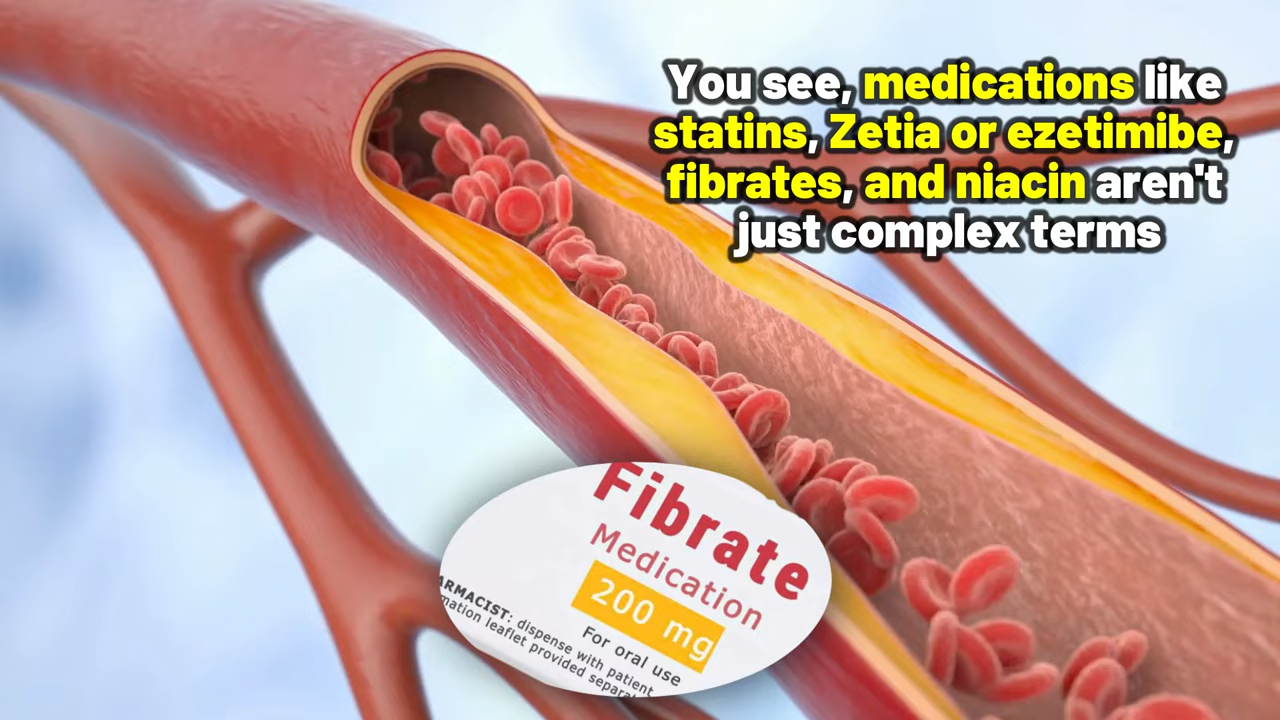 You see, medications like
statins, Zetia or ezetimibe,
fibrates, and niacin aren't
just complex terms
Fibrate
Medication
200 mg
For oral use
ARMACIST: dispense with patient
mation leaflet provided separa